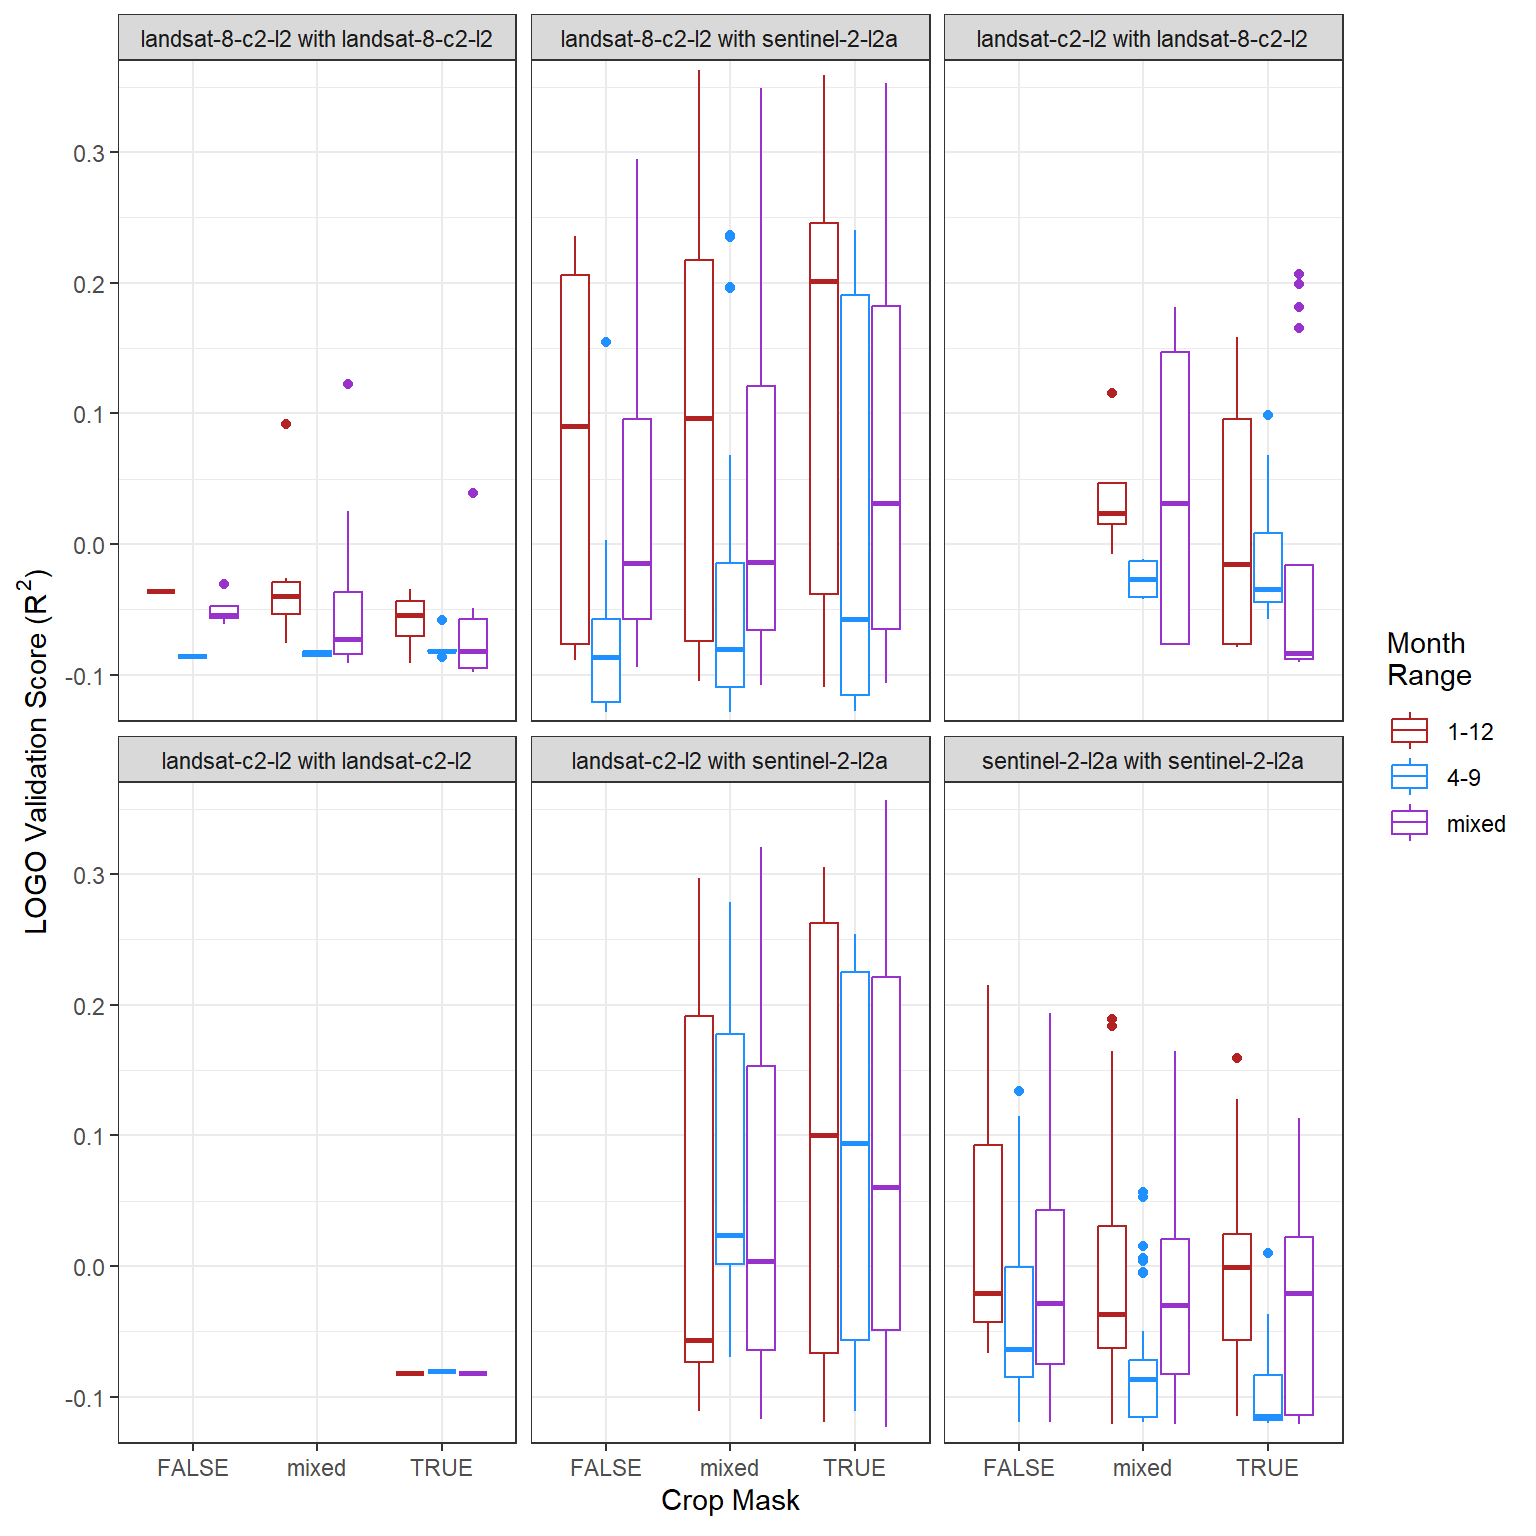 landsat-8-c2-l2 with landsat-8-c2-l2
landsat-8-c2-l2 with sentinel-2-l2a
landsat-c2-l2 with landsat-8-c2-l2
0.3
0.2
0.1
0.0
-0.1
landsat-c2-l2 with landsat-c2-l2
landsat-c2-l2 with sentinel-2-l2a
sentinel-2-l2a with sentinel-2-l2a
0.3
0.2
0.1
0.0
-0.1
FALSE mixed TRUE
FALSE mixed TRUE
FALSE mixed TRUE
Crop Mask
LOGO Validation Score (R²)
Month
Range
1-12
4-9
mixed